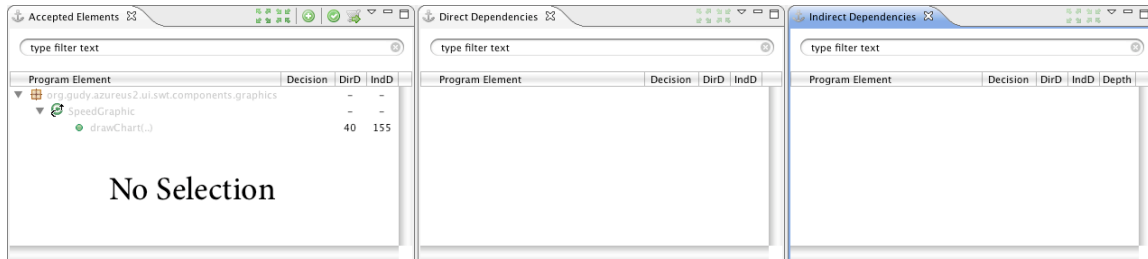 Accepted Elements
type filter text
Program Element Decision DirD IndD
org.gudy.azureus2.ui.swt.components.graphics - -
SpeedGraphic - -
drawChart(..) 40 155
No Selection
Direct Dependencies
type filter text
Program Element Decision DirD IndD
Indirect Dependencies
type filter text
Program Element Decision DirD IndD Depth